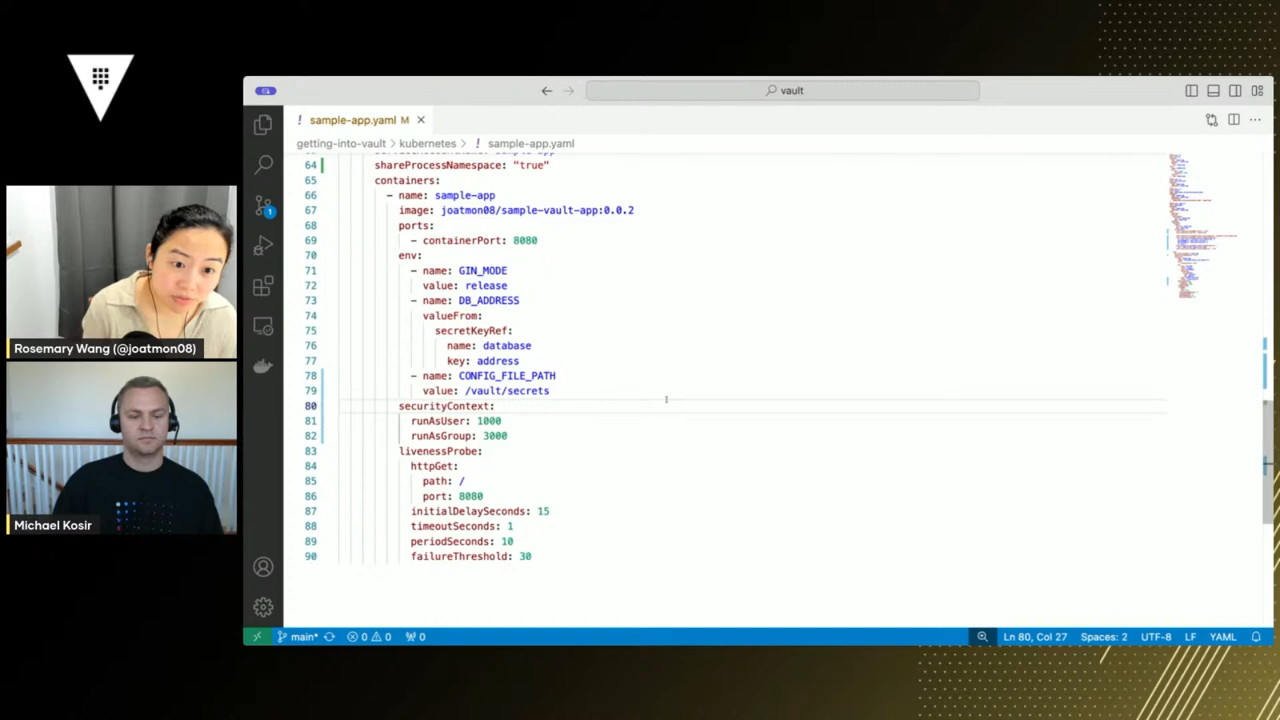 vault
! sample-app.yaml M
getting-into-vault > kubernetes > ! sample-app.yaml
64 shareProcessNamespace: "true"
65 containers:
66 - name: sample-app
67 image: joatmon08/sample-vault-app:0.0.2
68 ports:
69 - containerPort: 8080
70 env:
71 - name: GIN_MODE
72 value: release
73 - name: DB_ADDRESS
74 valueFrom:
75 secretKeyRef:
76 name: database
77 key: address
78 - name: CONFIG_FILE_PATH
79 value: /vault/secrets
80 securityContext:
81 runAsUser: 1000
82 runAsGroup: 3000
83 livenessProbe:
84 httpGet:
85 path: /
86 port: 8080
87 initialDelaySeconds: 15
88 timeoutSeconds: 1
89 periodSeconds: 10
90 failureThreshold: 30
1
Rosemary Wang (@joatmon08)
Michael Kosir
main* 0 0 0 Ln 80, Col 27 Spaces: 2 UTF-8 LF YAML